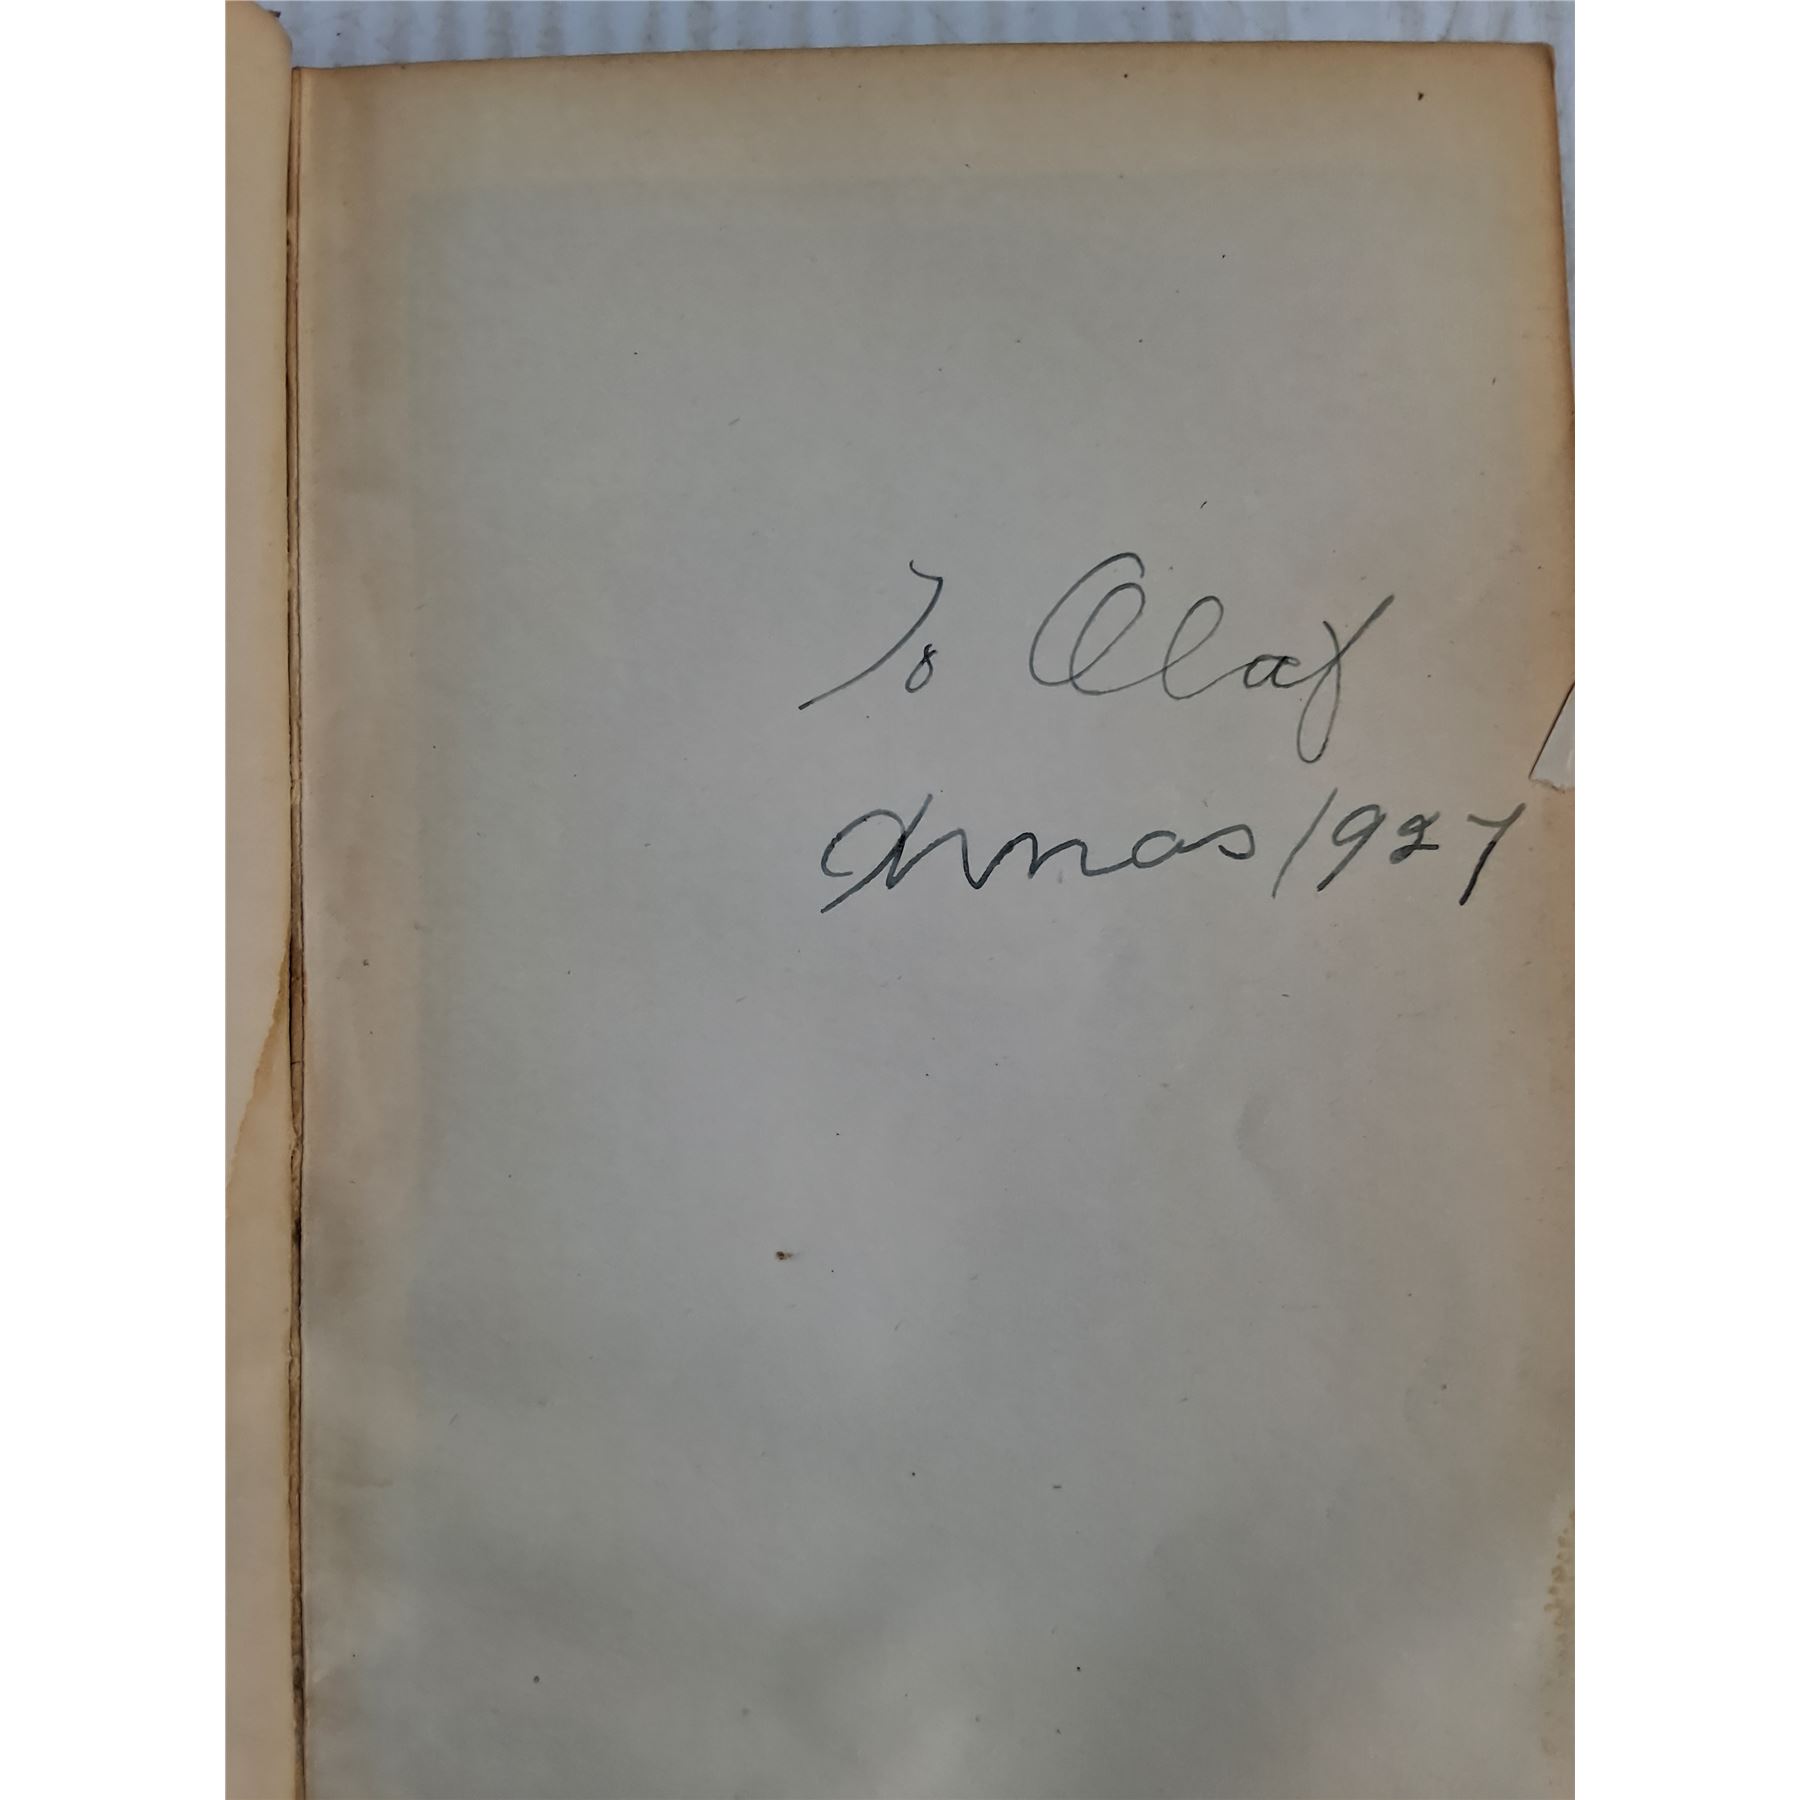 To Olaf
Xmas 1927